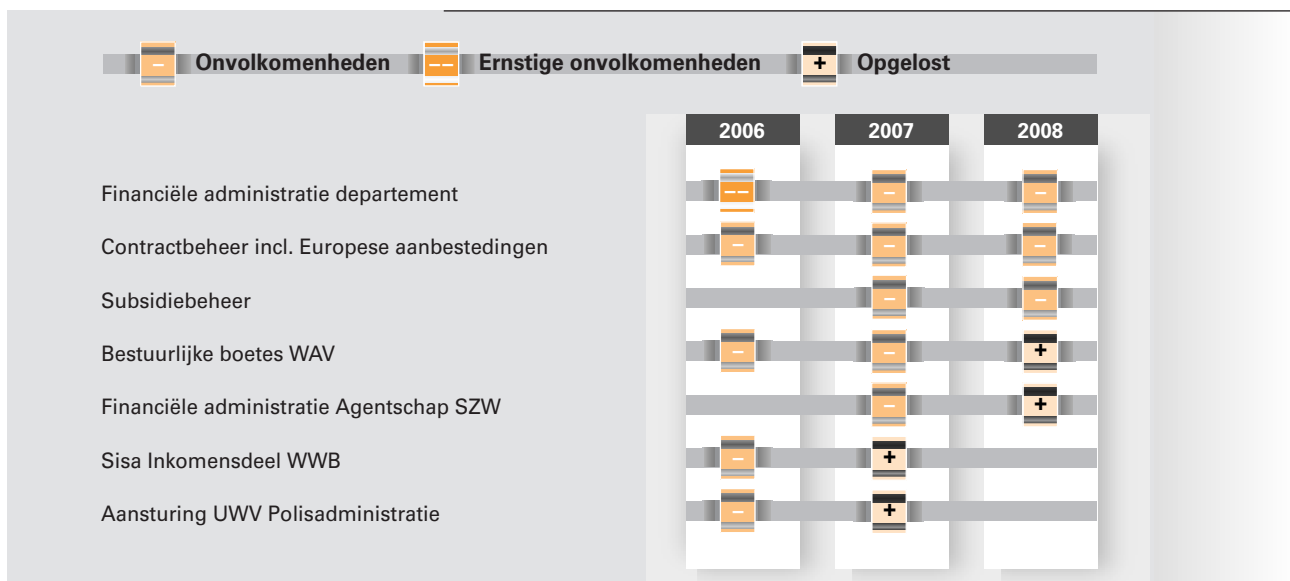 – Onvolkomenheden –– Ernstige onvolkomenheden + Opgelost
2006 2007 2008
Financiële administratie departement –– – –
Contractbeheer incl. Europese aanbestedingen – – –
Subsidiebeheer – –
Bestuurlijke boetes WAV – – +
Financiële administratie Agentschap SZW – +
Sisa Inkomensdeel WWB – +
Aansturing UWV Polisadministratie – +